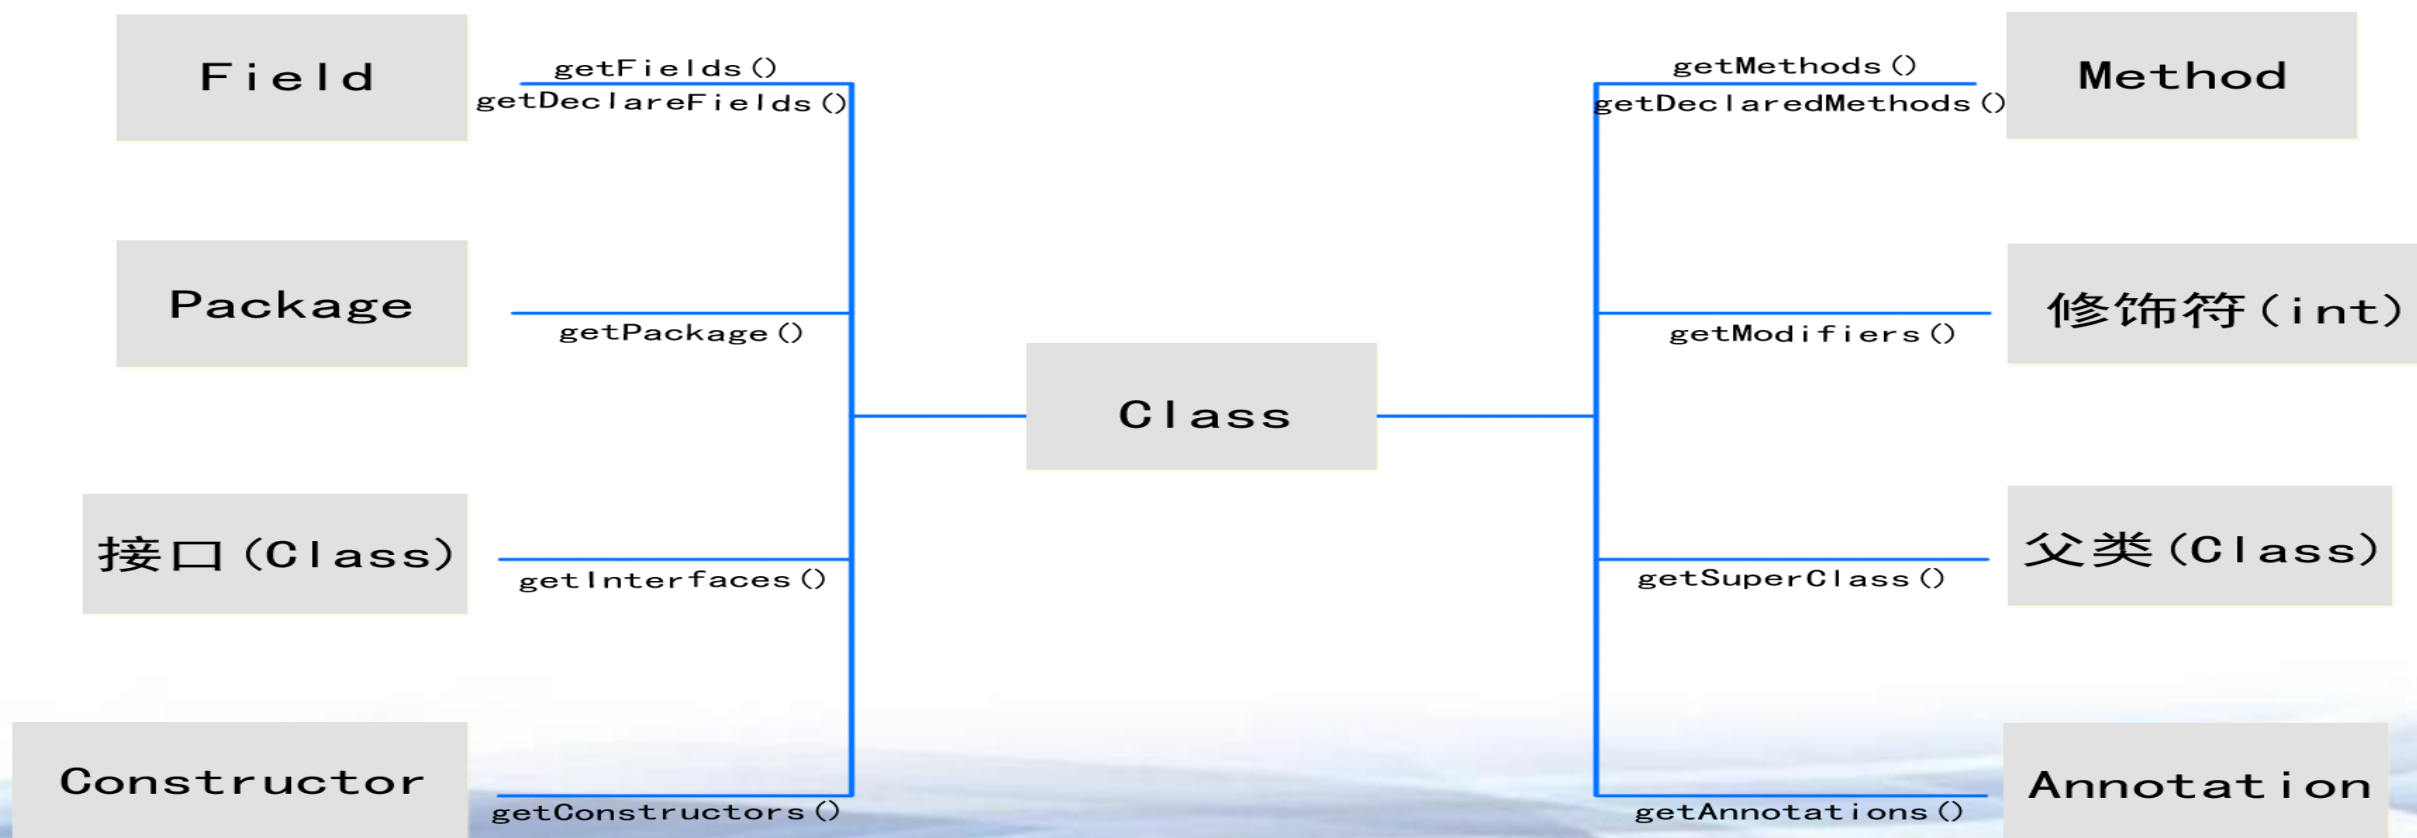 Field
getFields()
getDeclareFields()
Package
getPackage()
接口(Class)
getInterfaces()
Constructor
getConstructors()
Class
getMethods()
getDeclaredMethods()
Method
getModifiers()
修饰符(int)
getSuperClass()
父类(Class)
getAnnotations()
Annotation